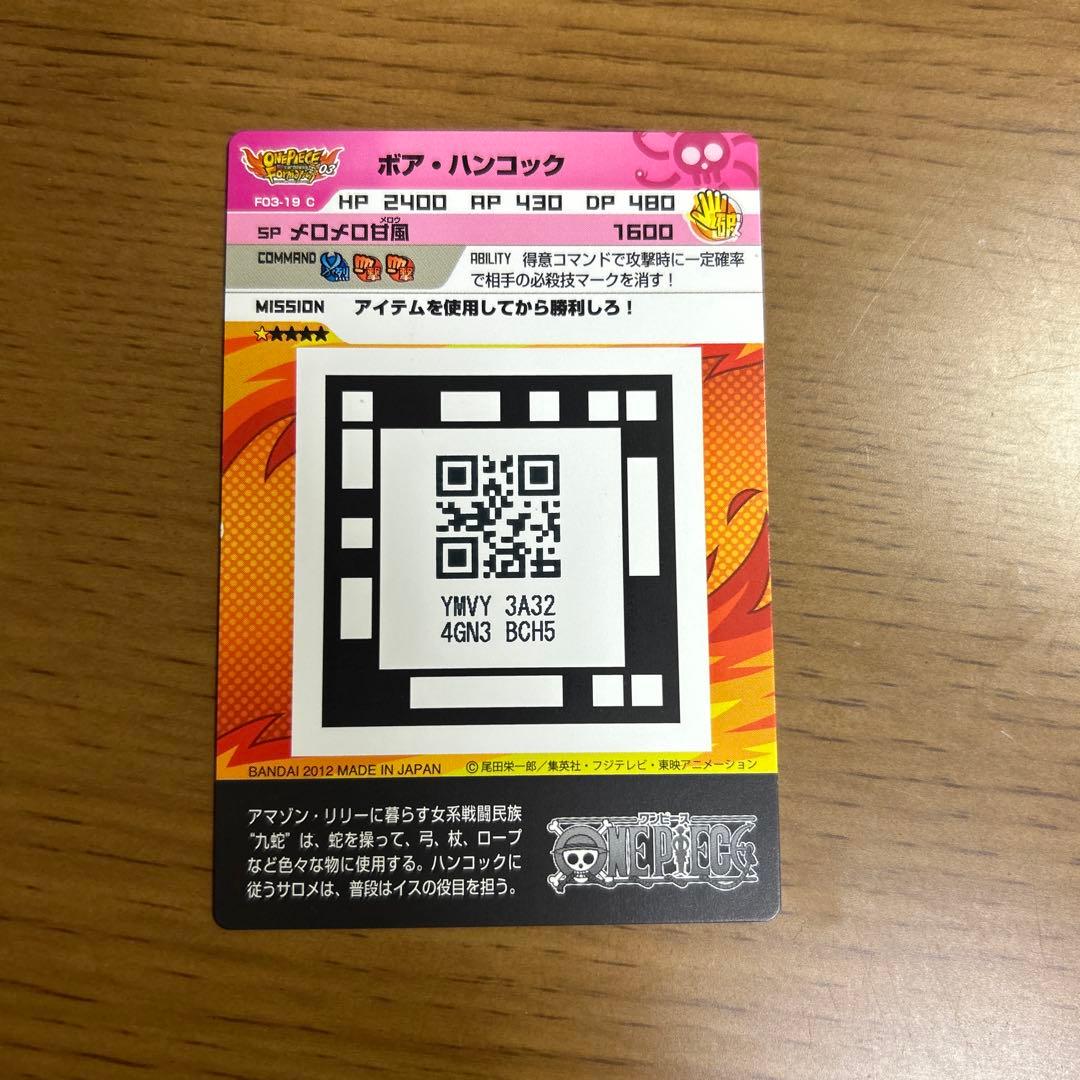 ONE PIECE
Formation 03
ボア・ハンコック
F03-19 C
HP 2400 AP 430 DP 480
メロウ
SP メロメロ甘風 1600
COMMAND 烈 撃 撃
ABILITY 得意コマンドで攻撃時に一定確率
で相手の必殺技マークを消す!
MISSION アイテムを使用してから勝利しろ!
YMVY 3A32
4GN3 BCH5
BANDAI 2012 MADE IN JAPAN ©尾田栄一郎/集英社・フジテレビ・東映アニメーション
アマゾン・リリーに暮らす女系戦闘民族
"九蛇"は、蛇を操って、弓、杖、ロープ
など色々な物に使用する。ハンコックに
従うサロメは、普段はイスの役目を担う。
ワンピース
ONE PIECE